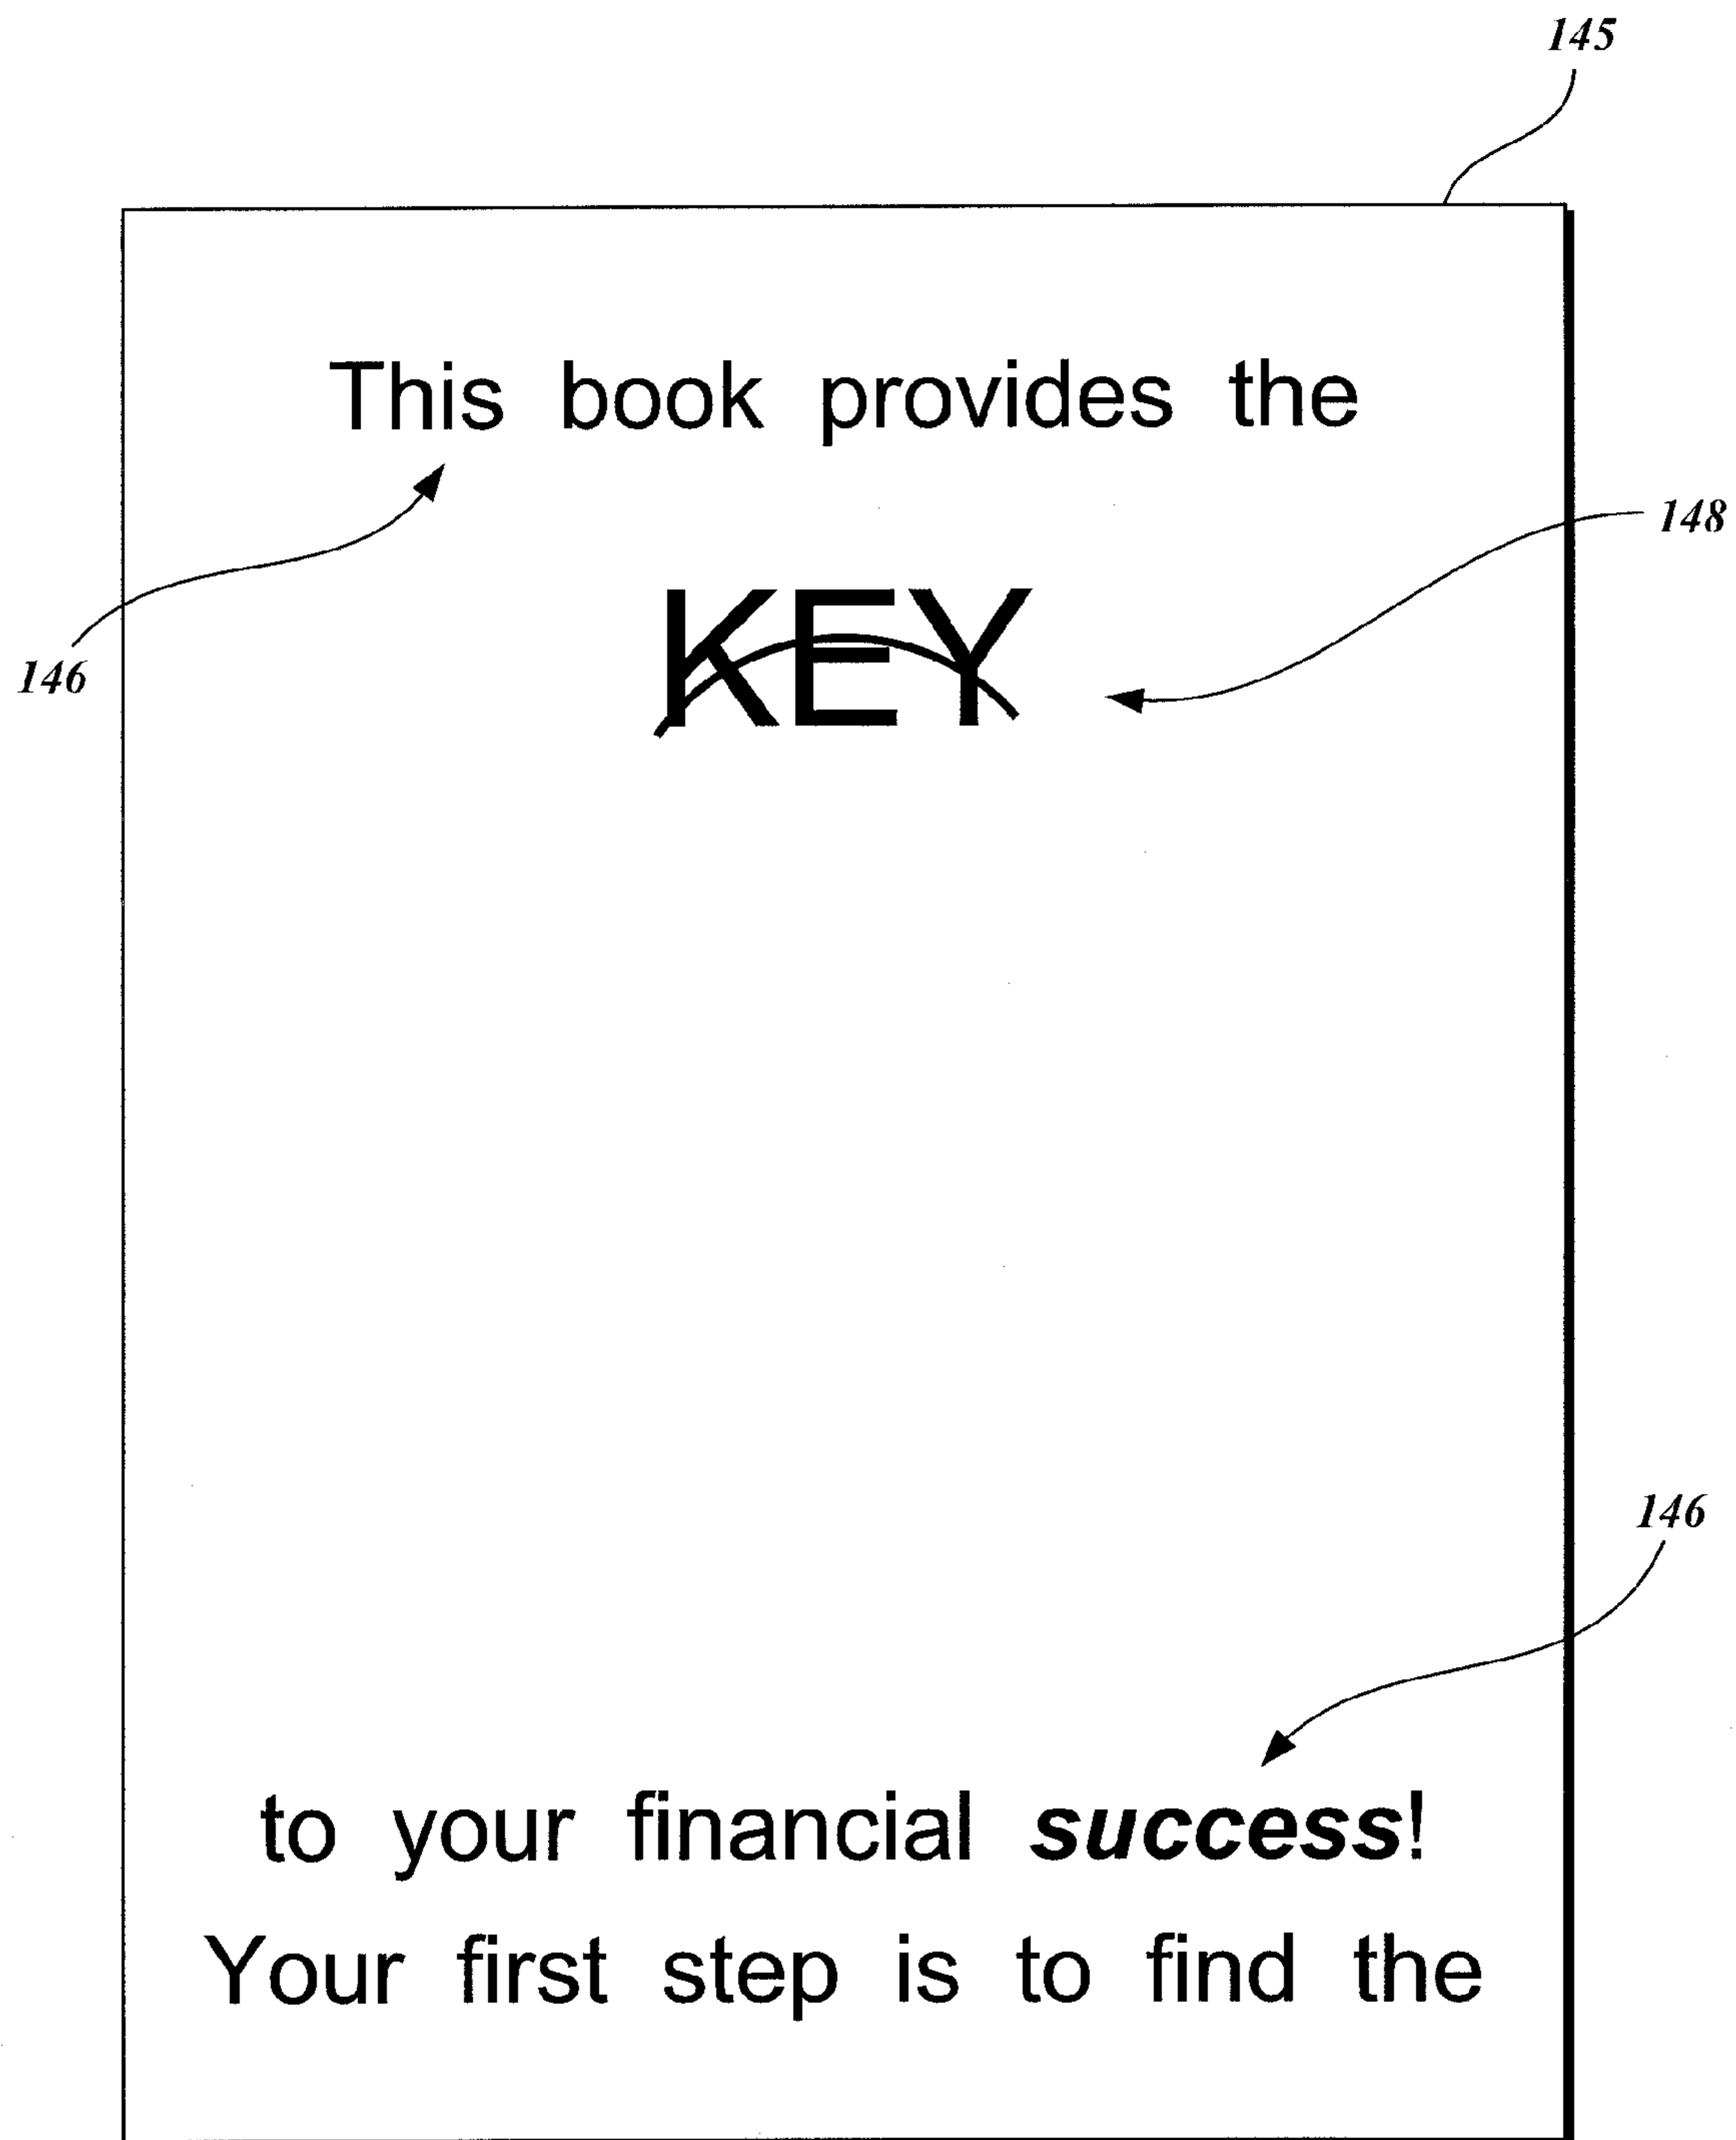 145
This book provides the
148
KEY
146
146
to your financial success!
Your first step is to find the